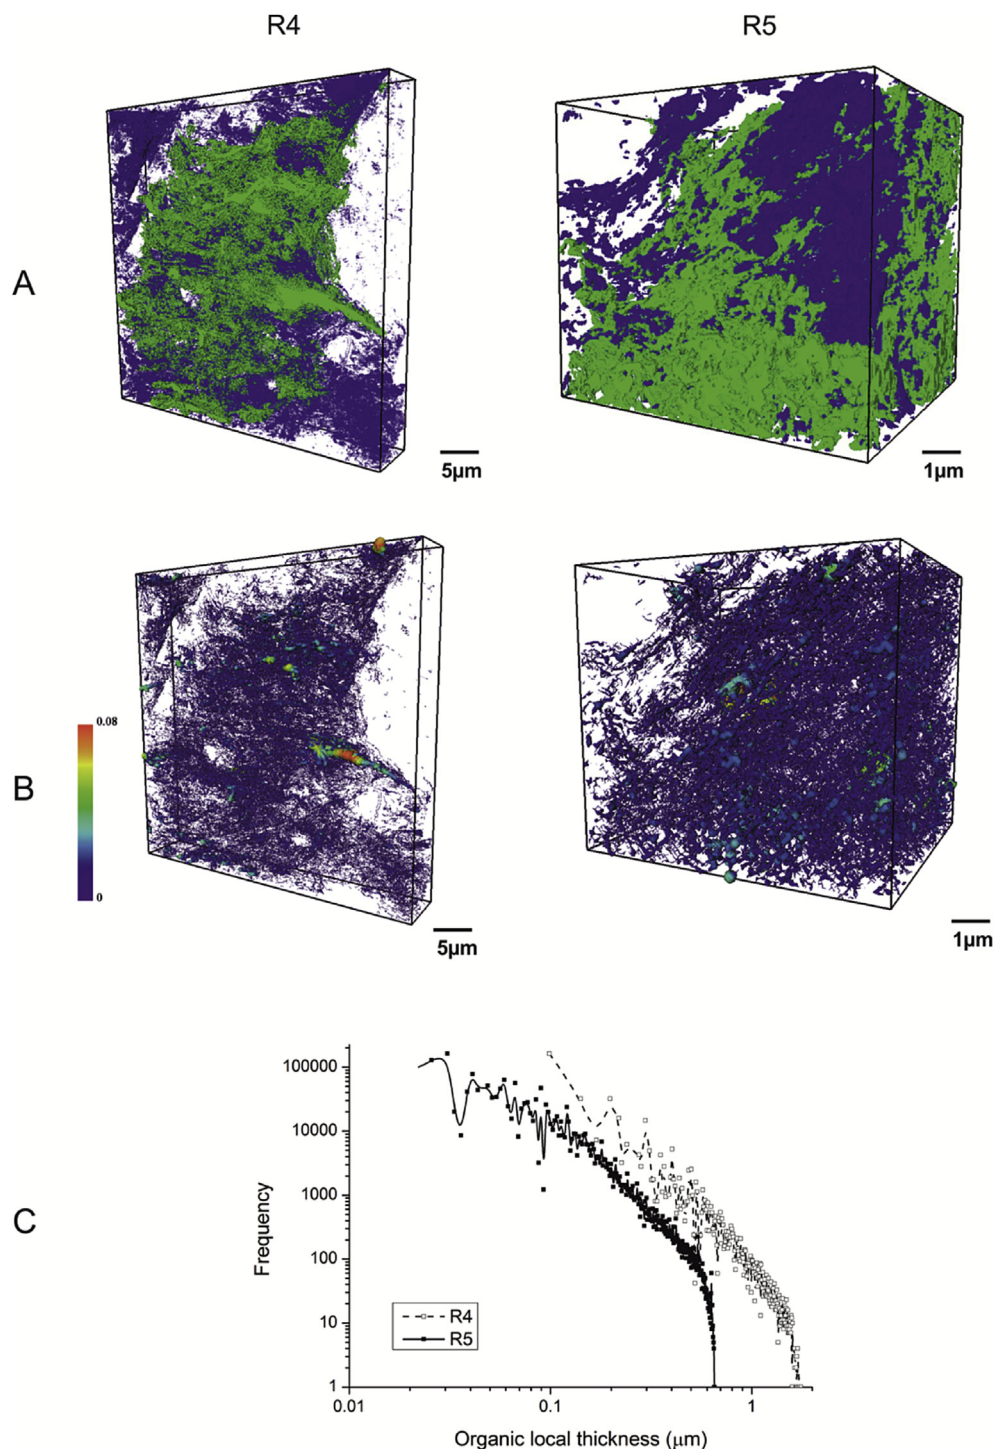 R4
R5
A
5µm
1µm
0.08
B
0
5µm
1µm
C
Frequency
100000
10000
1000
100
10
1
R4
R5
0.01
0.1
1
Organic local thickness (µm)